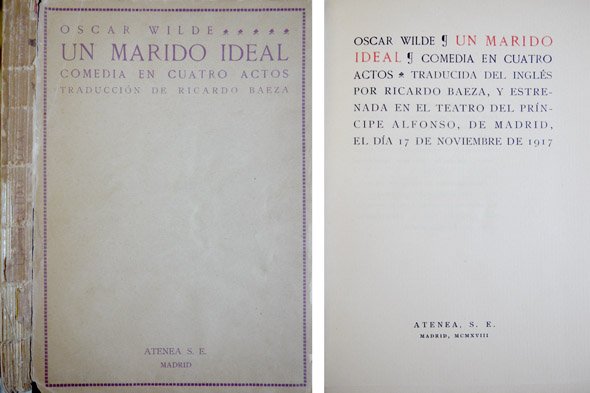 OSCAR WILDE
UN MARIDO IDEAL
COMEDIA EN CUATRO ACTOS
TRADUCCIÓN DE RICARDO BAEZA
ATENEA S. E.
MADRID
OSCAR WILDE ¶ UN MARIDO
IDEAL ¶ COMEDIA EN CUATRO
ACTOS * TRADUCIDA DEL INGLÉS
POR RICARDO BAEZA, Y ESTRE-
NADA EN EL TEATRO DEL PRÍN-
CIPE ALFONSO, DE MADRID,
EL DÍA 17 DE NOVIEMBRE DE 1917
ATENEA, S. E.
MADRID, MCMXVIII